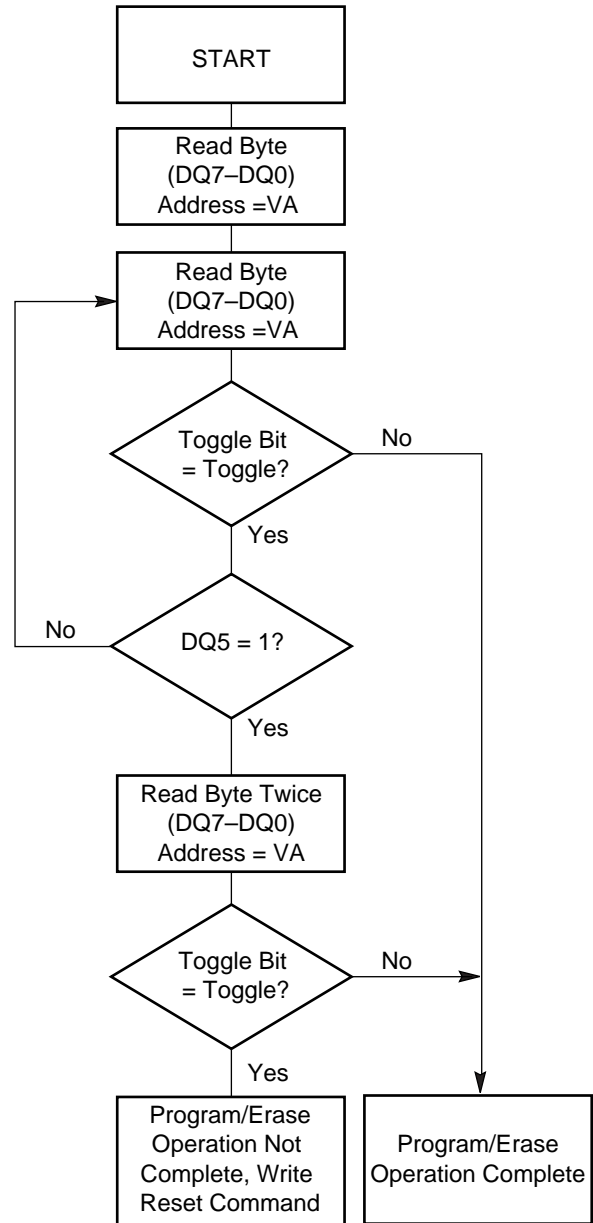 START
Read Byte
(DQ7–DQ0)
Address =VA
Read Byte
(DQ7–DQ0)
Address =VA
Toggle Bit
= Toggle?
No
Yes
No
DQ5 = 1?
Yes
Read Byte Twice
(DQ7–DQ0)
Address = VA
Toggle Bit
= Toggle?
No
Yes
Program/Erase
Operation Not
Complete, Write
Reset Command
Program/Erase
Operation Complete